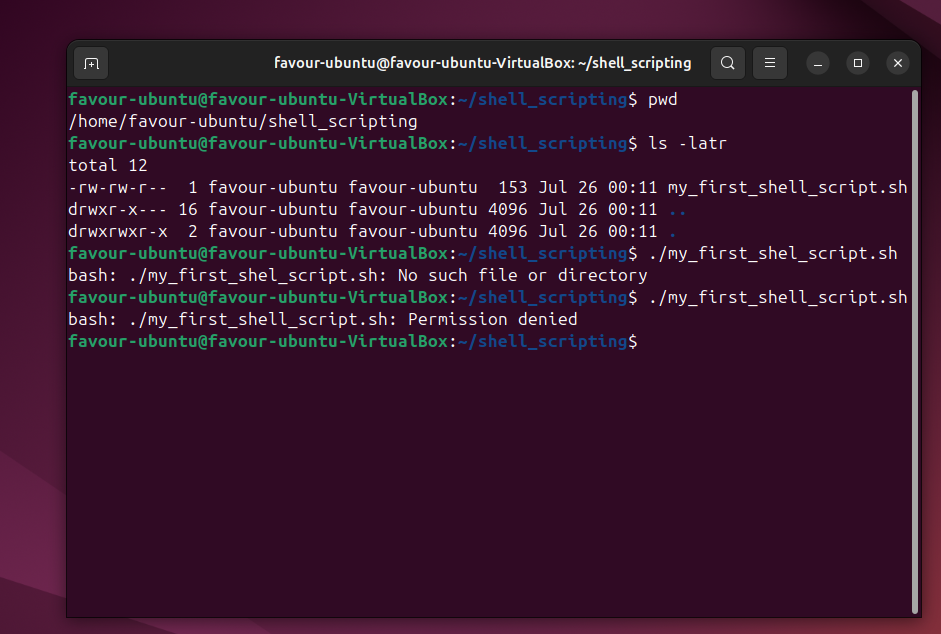 favour-ubuntu@favour-ubuntu-VirtualBox: ~/shell_scripting
favour-ubuntu@favour-ubuntu-VirtualBox:~/shell_scripting$ pwd
/home/favour-ubuntu/shell_scripting
favour-ubuntu@favour-ubuntu-VirtualBox:~/shell_scripting$ ls -latr
total 12
-rw-rw-r--  1 favour-ubuntu favour-ubuntu  153 Jul 26 00:11 my_first_shell_script.sh
drwxr-x--- 16 favour-ubuntu favour-ubuntu 4096 Jul 26 00:11 ..
drwxrwxr-x  2 favour-ubuntu favour-ubuntu 4096 Jul 26 00:11 .
favour-ubuntu@favour-ubuntu-VirtualBox:~/shell_scripting$ ./my_first_shel_script.sh
bash: ./my_first_shel_script.sh: No such file or directory
favour-ubuntu@favour-ubuntu-VirtualBox:~/shell_scripting$ ./my_first_shell_script.sh
bash: ./my_first_shell_script.sh: Permission denied
favour-ubuntu@favour-ubuntu-VirtualBox:~/shell_scripting$